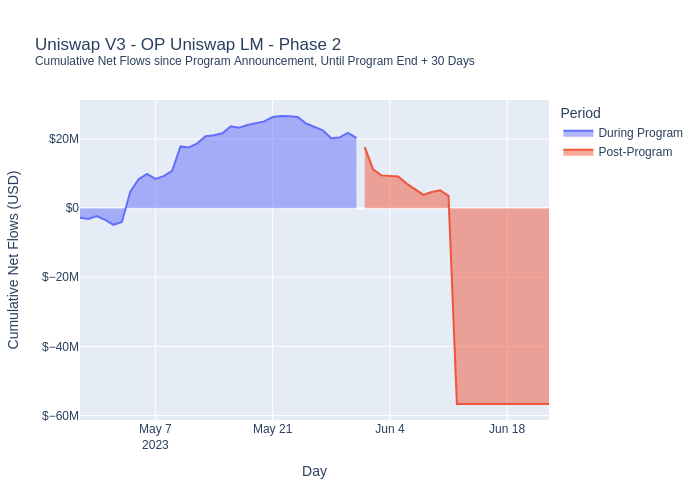 Uniswap V3 - OP Uniswap LM - Phase 2
Cumulative Net Flows since Program Announcement, Until Program End + 30 Days
Period
During Program
Post-Program
Cumulative Net Flows (USD)
$20M
$0
$−20M
$−40M
$−60M
May 7
2023
May 21
Jun 4
Jun 18
Day